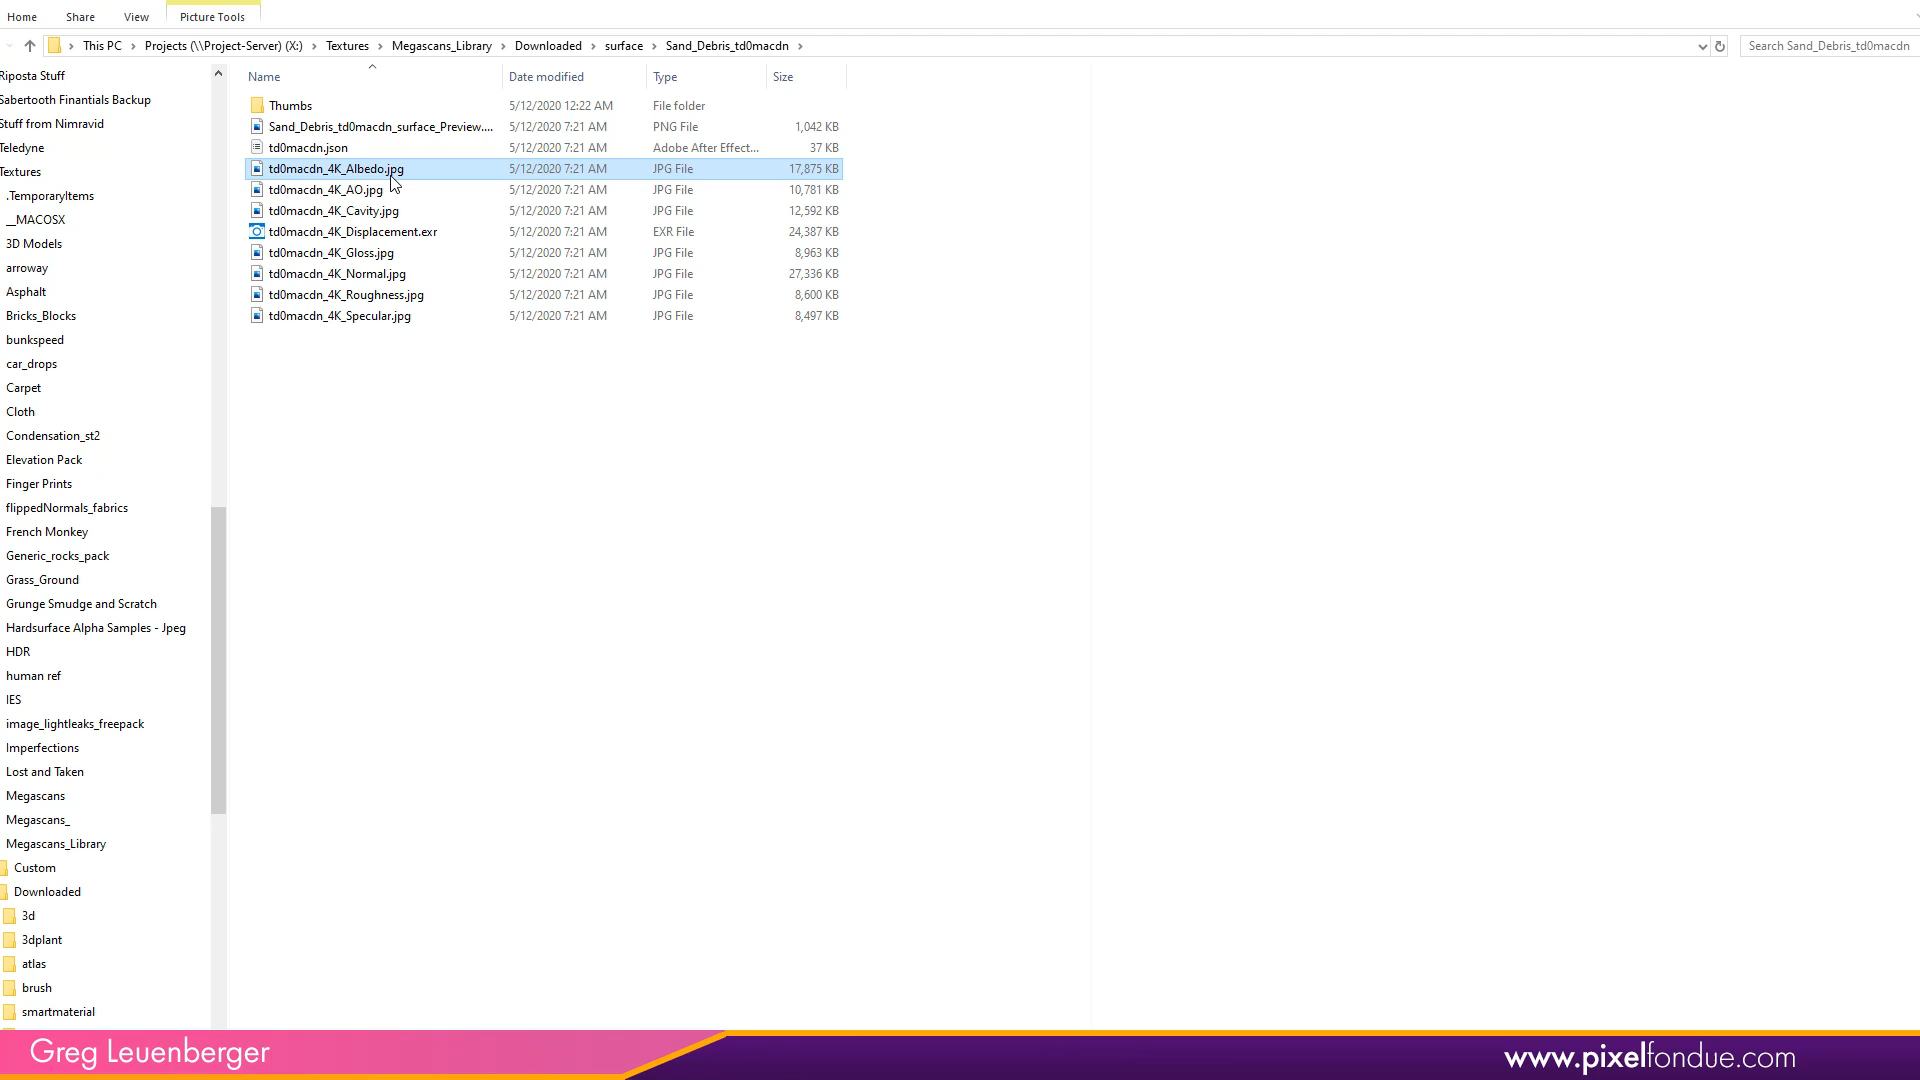 Home Share View Picture Tools
This PC Projects (\\Project-Server) (X:) Textures Megascans_Library Downloaded surface Sand_Debris_td0macdn Search Sand_Debris_td0macdn
Riposta Stuff
Sabertooth Finantials Backup
Stuff from Nimravid
Teledyne
Textures
.TemporaryItems
__MACOSX
3D Models
arroway
Asphalt
Bricks_Blocks
bunkspeed
car_drops
Carpet
Cloth
Condensation_st2
Elevation Pack
Finger Prints
flippedNormals_fabrics
French Monkey
Generic_rocks_pack
Grass_Ground
Grunge Smudge and Scratch
Hardsurface Alpha Samples - Jpeg
HDR
human ref
IES
image_lightleaks_freepack
Imperfections
Lost and Taken
Megascans
Megascans_
Megascans_Library
Custom
Downloaded
3d
3dplant
atlas
brush
smartmaterial
Name Date modified Type Size
Thumbs 5/12/2020 12:22 AM File folder
Sand_Debris_td0macdn_surface_Preview.... 5/12/2020 7:21 AM PNG File 1,042 KB
td0macdn.json 5/12/2020 7:21 AM Adobe After Effect... 37 KB
td0macdn_4K_Albedo.jpg 5/12/2020 7:21 AM JPG File 17,875 KB
td0macdn_4K_AO.jpg 5/12/2020 7:21 AM JPG File 10,781 KB
td0macdn_4K_Cavity.jpg 5/12/2020 7:21 AM JPG File 12,592 KB
td0macdn_4K_Displacement.exr 5/12/2020 7:21 AM EXR File 24,387 KB
td0macdn_4K_Gloss.jpg 5/12/2020 7:21 AM JPG File 8,963 KB
td0macdn_4K_Normal.jpg 5/12/2020 7:21 AM JPG File 27,336 KB
td0macdn_4K_Roughness.jpg 5/12/2020 7:21 AM JPG File 8,600 KB
td0macdn_4K_Specular.jpg 5/12/2020 7:21 AM JPG File 8,497 KB
Greg Leuenberger
www.pixelfondue.com